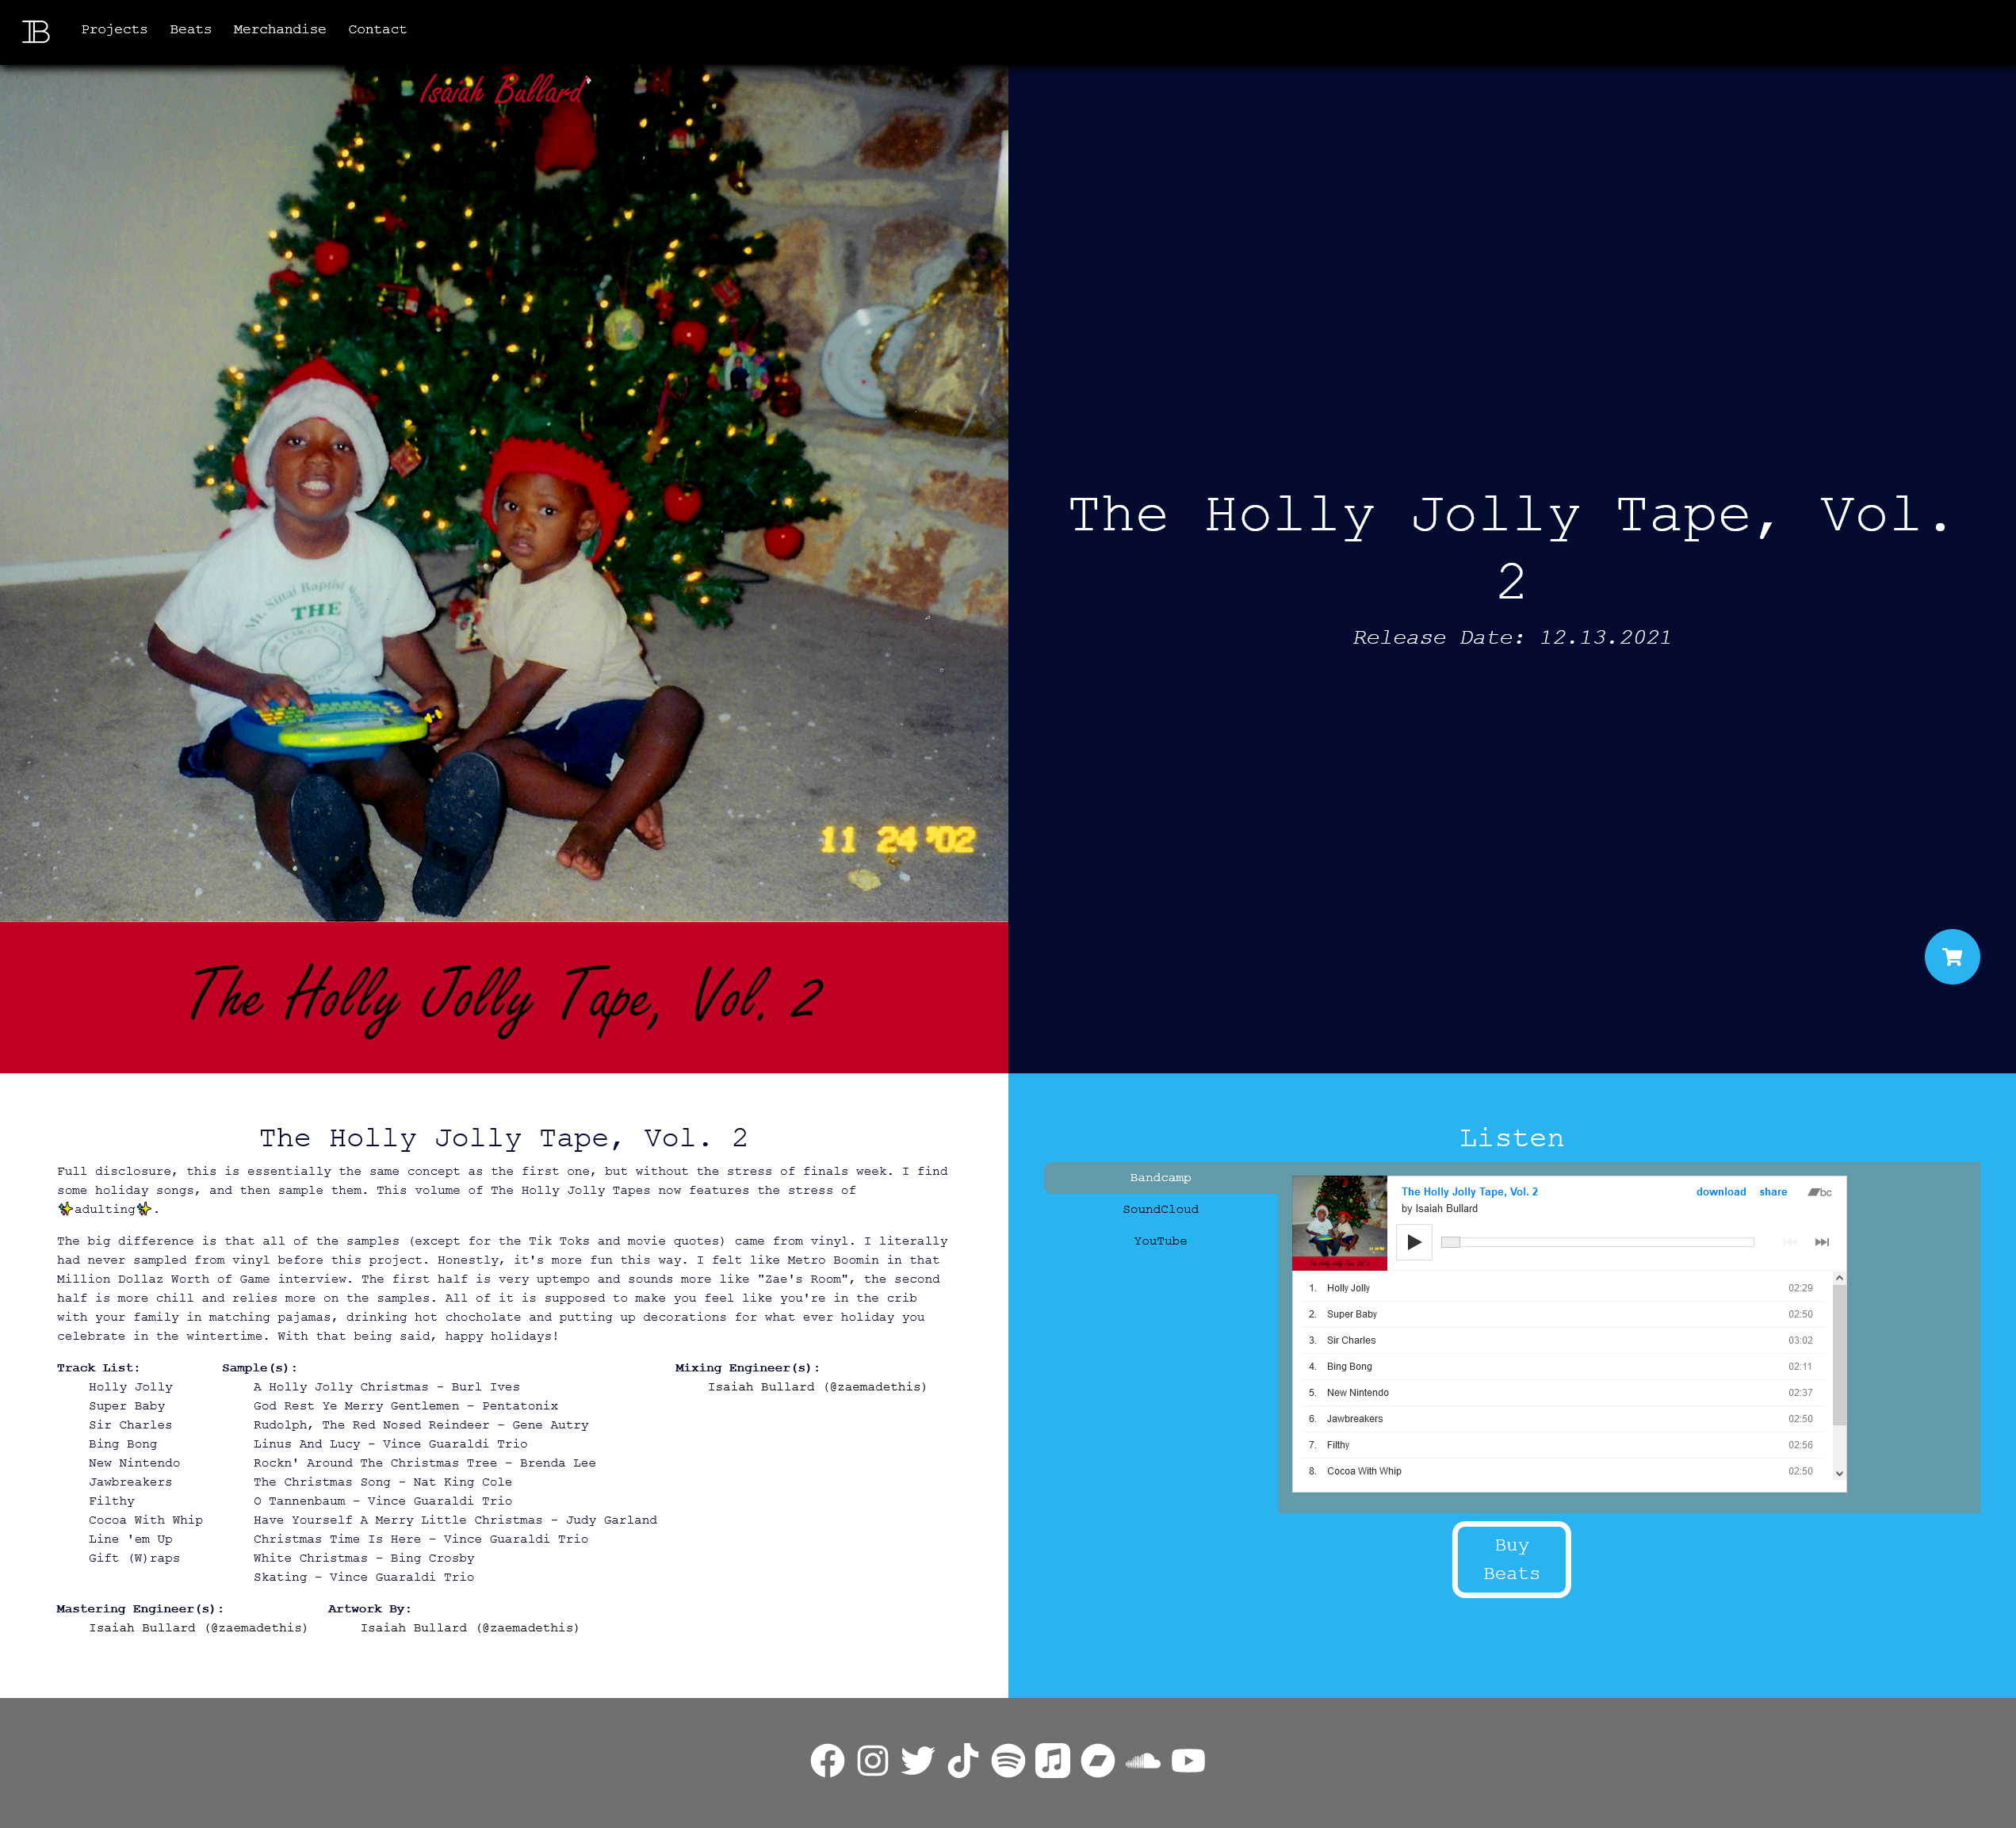 IB
Projects Beats Merchandise Contact
Isaiah Bullard
Mt. Sinai Baptist
THE
11 24 '02
The Holly Jolly Tape, Vol. 2
The Holly Jolly Tape, Vol.
2
Release Date: 12.13.2021
The Holly Jolly Tape, Vol. 2
Full disclosure, this is essentially the same concept as the first one, but without the stress of finals week. I find
some holiday songs, and then sample them. This volume of The Holly Jolly Tapes now features the stress of
✨adulting✨.
The big difference is that all of the samples (except for the Tik Toks and movie quotes) came from vinyl. I literally
had never sampled from vinyl before this project. Honestly, it's more fun this way. I felt like Metro Boomin in that
Million Dollaz Worth of Game interview. The first half is very uptempo and sounds more like "Zae's Room", the second
half is more chill and relies more on the samples. All of it is supposed to make you feel like you're in the crib
with your family in matching pajamas, drinking hot chocholate and putting up decorations for what ever holiday you
celebrate in the wintertime. With that being said, happy holidays!
Track List:
Holly Jolly
Super Baby
Sir Charles
Bing Bong
New Nintendo
Jawbreakers
Filthy
Cocoa With Whip
Line 'em Up
Gift (W)raps
Sample(s):
A Holly Jolly Christmas - Burl Ives
God Rest Ye Merry Gentlemen - Pentatonix
Rudolph, The Red Nosed Reindeer - Gene Autry
Linus And Lucy - Vince Guaraldi Trio
Rockn' Around The Christmas Tree - Brenda Lee
The Christmas Song - Nat King Cole
O Tannenbaum - Vince Guaraldi Trio
Have Yourself A Merry Little Christmas - Judy Garland
Christmas Time Is Here - Vince Guaraldi Trio
White Christmas - Bing Crosby
Skating - Vince Guaraldi Trio
Mixing Engineer(s):
Isaiah Bullard (@zaemadethis)
Mastering Engineer(s):
Isaiah Bullard (@zaemadethis)
Artwork By:
Isaiah Bullard (@zaemadethis)
Listen
Bandcamp
SoundCloud
YouTube
The Holly Jolly Tape, Vol. 2
by Isaiah Bullard
download share bc
The Holly Jolly Tape, Vol. 2
1. Holly Jolly 02:29
2. Super Baby 02:50
3. Sir Charles 03:02
4. Bing Bong 02:11
5. New Nintendo 02:37
6. Jawbreakers 02:50
7. Filthy 02:56
8. Cocoa With Whip 02:50
Buy
Beats